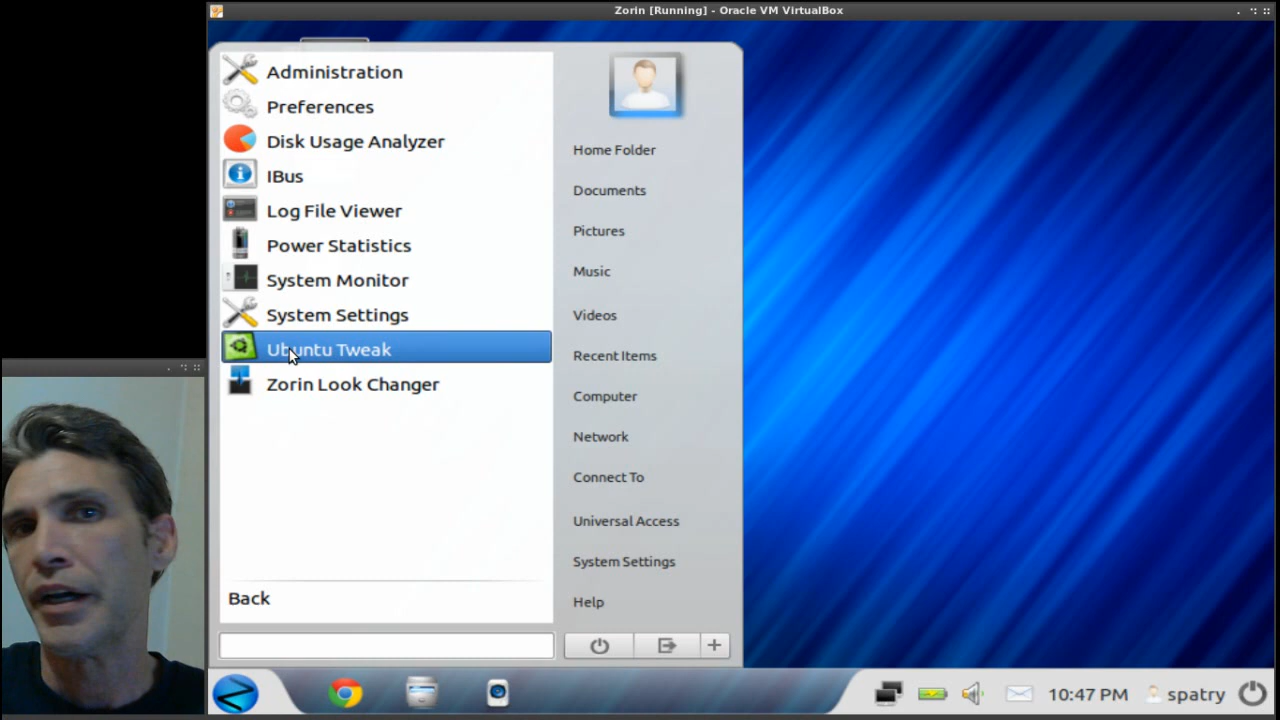 Zorin [Running] - Oracle VM VirtualBox
Administration
Preferences
Disk Usage Analyzer
IBus
Log File Viewer
Power Statistics
System Monitor
System Settings
Ubuntu Tweak
Zorin Look Changer
Back
Home Folder
Documents
Pictures
Music
Videos
Recent Items
Computer
Network
Connect To
Universal Access
System Settings
Help
10:47 PM
spatry